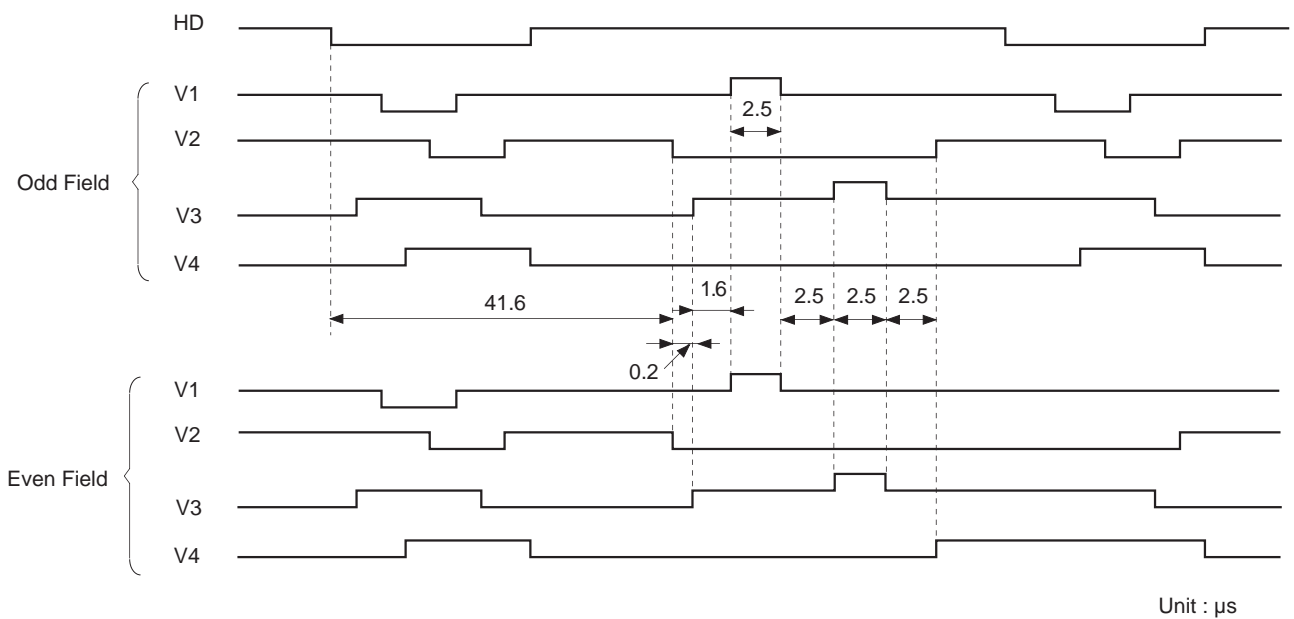 HD
V1
2.5
V2
Odd Field
V3
V4
41.6
1.6
2.5
2.5
2.5
0.2
V1
V2
Even Field
V3
V4
Unit : μs